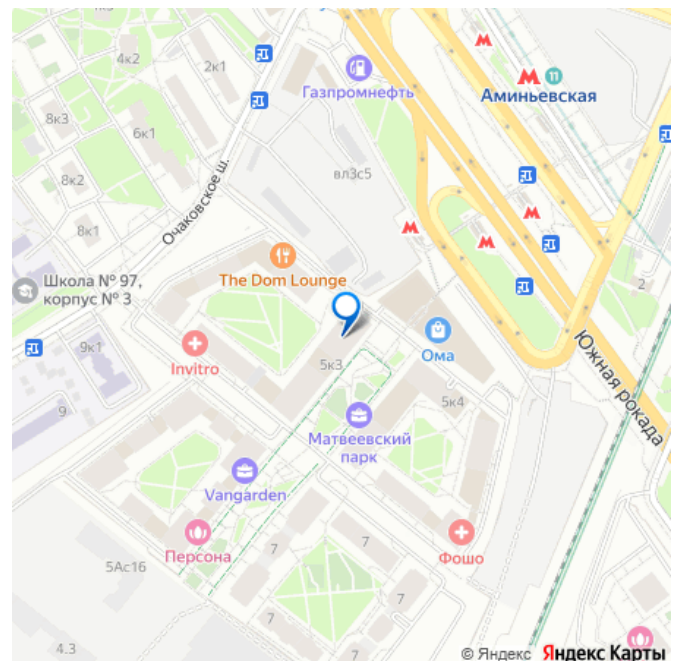 4к2
2к1
Газпромнефть
Аминьевская
11
8к3
6к1
вл3с5
8к2
Очаковское ш.
8к1
Школа № 97,
корпус № 3
The Dom Lounge
2
9к1
Invitro
5к3
Ома
Южная рокада
9
5к4
Матвеевский
парк
Vangarden
Персона
7
7
Фошо
5Ас16
7
7
4.3
© Яндекс Яндекс Карты